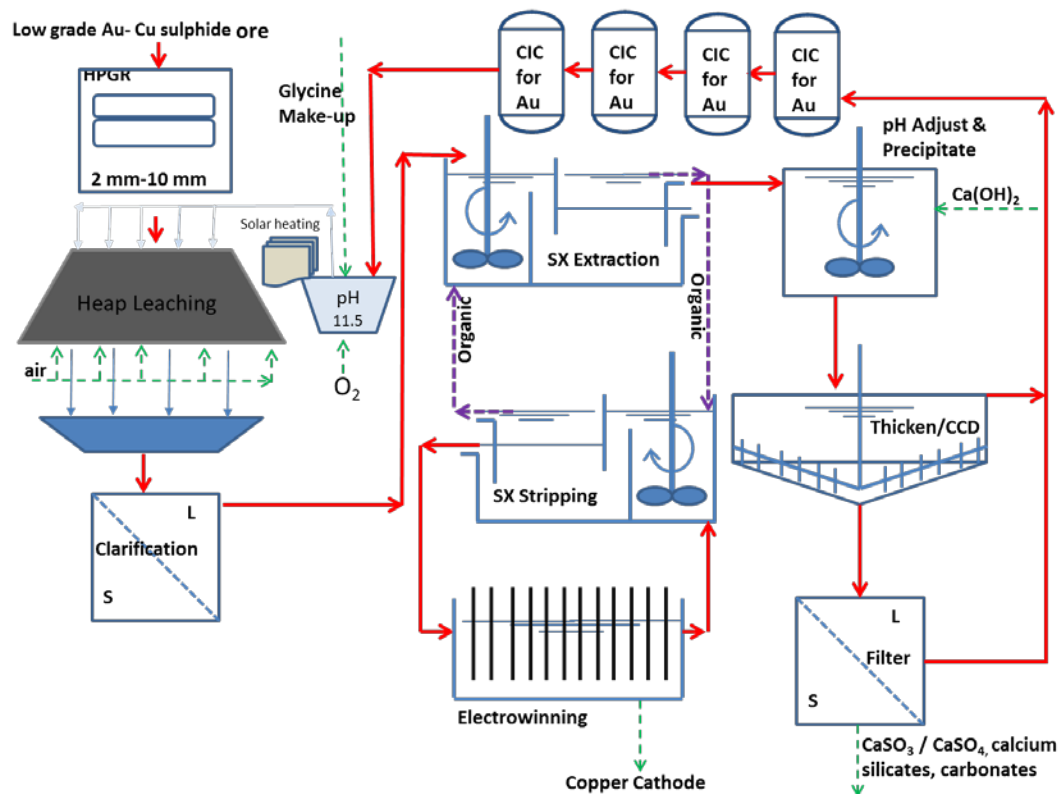 Low grade Au- Cu sulphide ore
HPGR
2 mm-10 mm
Glycine
Make-up
CIC
for
Au
CIC
for
Au
CIC
for
Au
CIC
for
Au
pH Adjust &
Precipitate
Ca(OH)2
Solar heating
SX Extraction
Heap Leaching
pH
11.5
air
O2
Organic
Organic
Thicken/CCD
SX Stripping
L
Clarification
S
L
Filter
S
Electrowinning
Copper Cathode
CaSO3 / CaSO4, calcium
silicates, carbonates